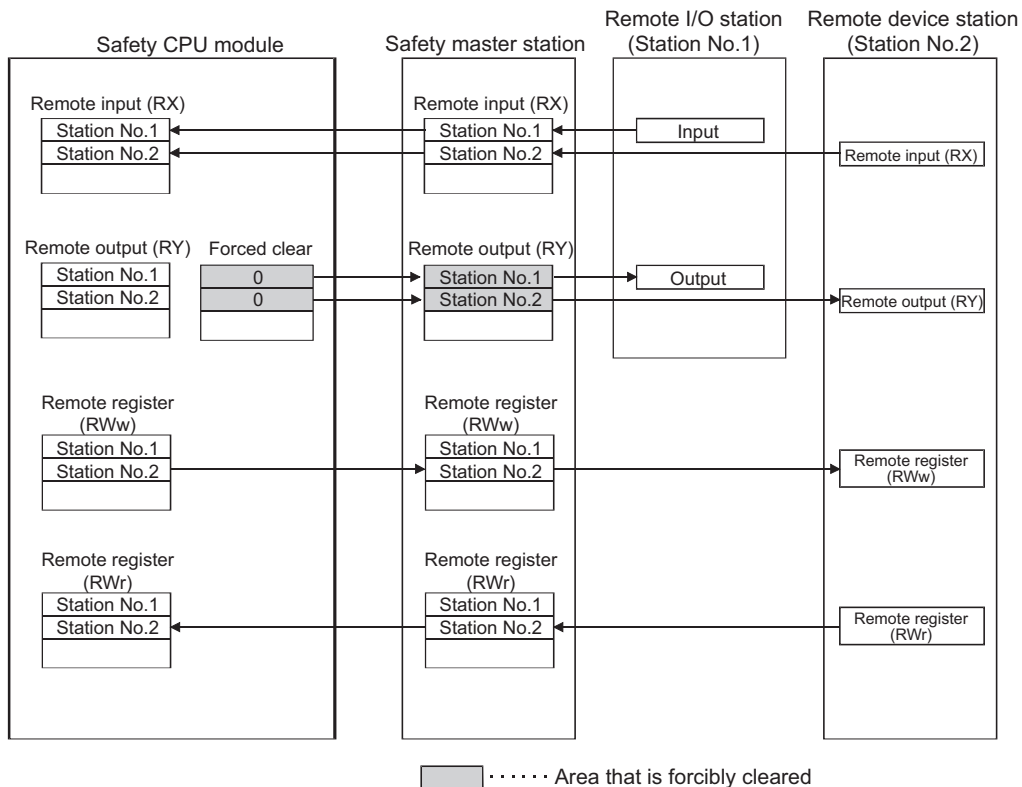 Safety CPU module
Safety master station
Remote I/O station
(Station No.1)
Remote device station
(Station No.2)
Remote input (RX)
Station No.1
Station No.2
Remote input (RX)
Station No.1
Station No.2
Input
Remote input (RX)
Remote output (RY)
Station No.1
Station No.2
Forced clear
0
0
Remote output (RY)
Station No.1
Station No.2
Output
Remote output (RY)
Remote register
(RWw)
Station No.1
Station No.2
Remote register
(RWw)
Station No.1
Station No.2
Remote register
(RWw)
Remote register
(RWr)
Station No.1
Station No.2
Remote register
(RWr)
Station No.1
Station No.2
Remote register
(RWr)
······ Area that is forcibly cleared